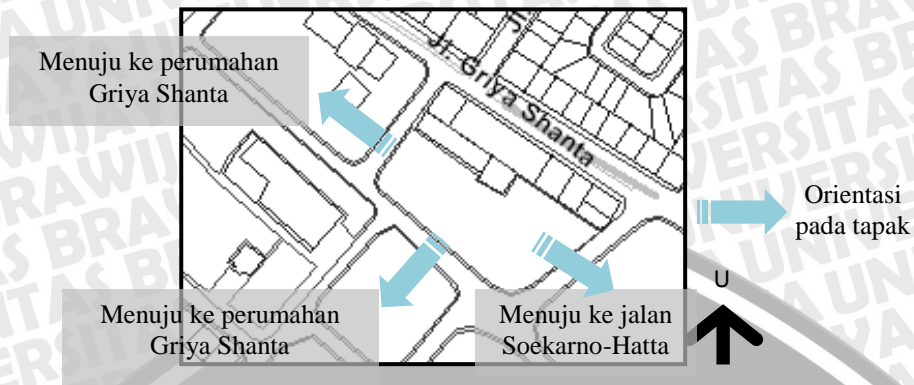 Menuju ke perumahan
Griya Shanta
Jl. Griya Shanta
Orientasi
pada tapak
U
Menuju ke perumahan
Griya Shanta
Menuju ke jalan
Soekarno-Hatta